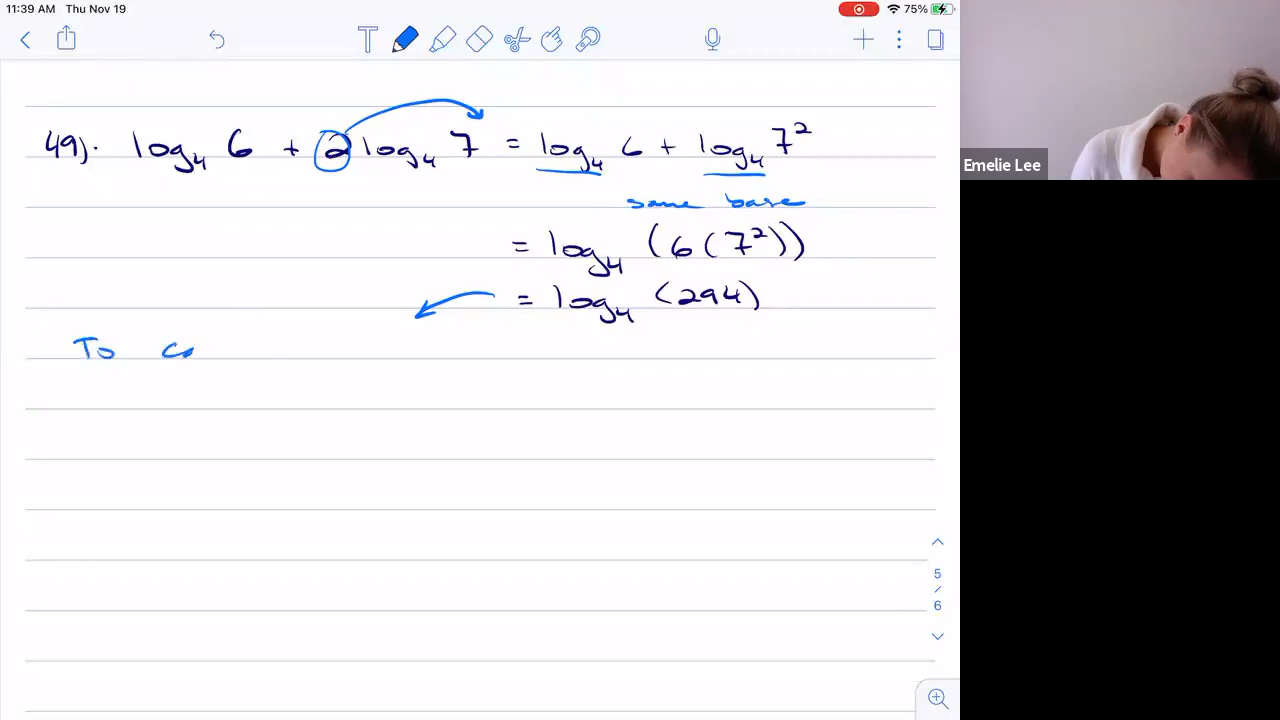 11:39 AM Thu Nov 19
75%
49). log₄ 6 + 2 log₄ 7 = log₄ 6 + log₄ 7²
same base
= log₄ (6(7²))
= log₄ (294)
To
Emelie Lee
5
/
6